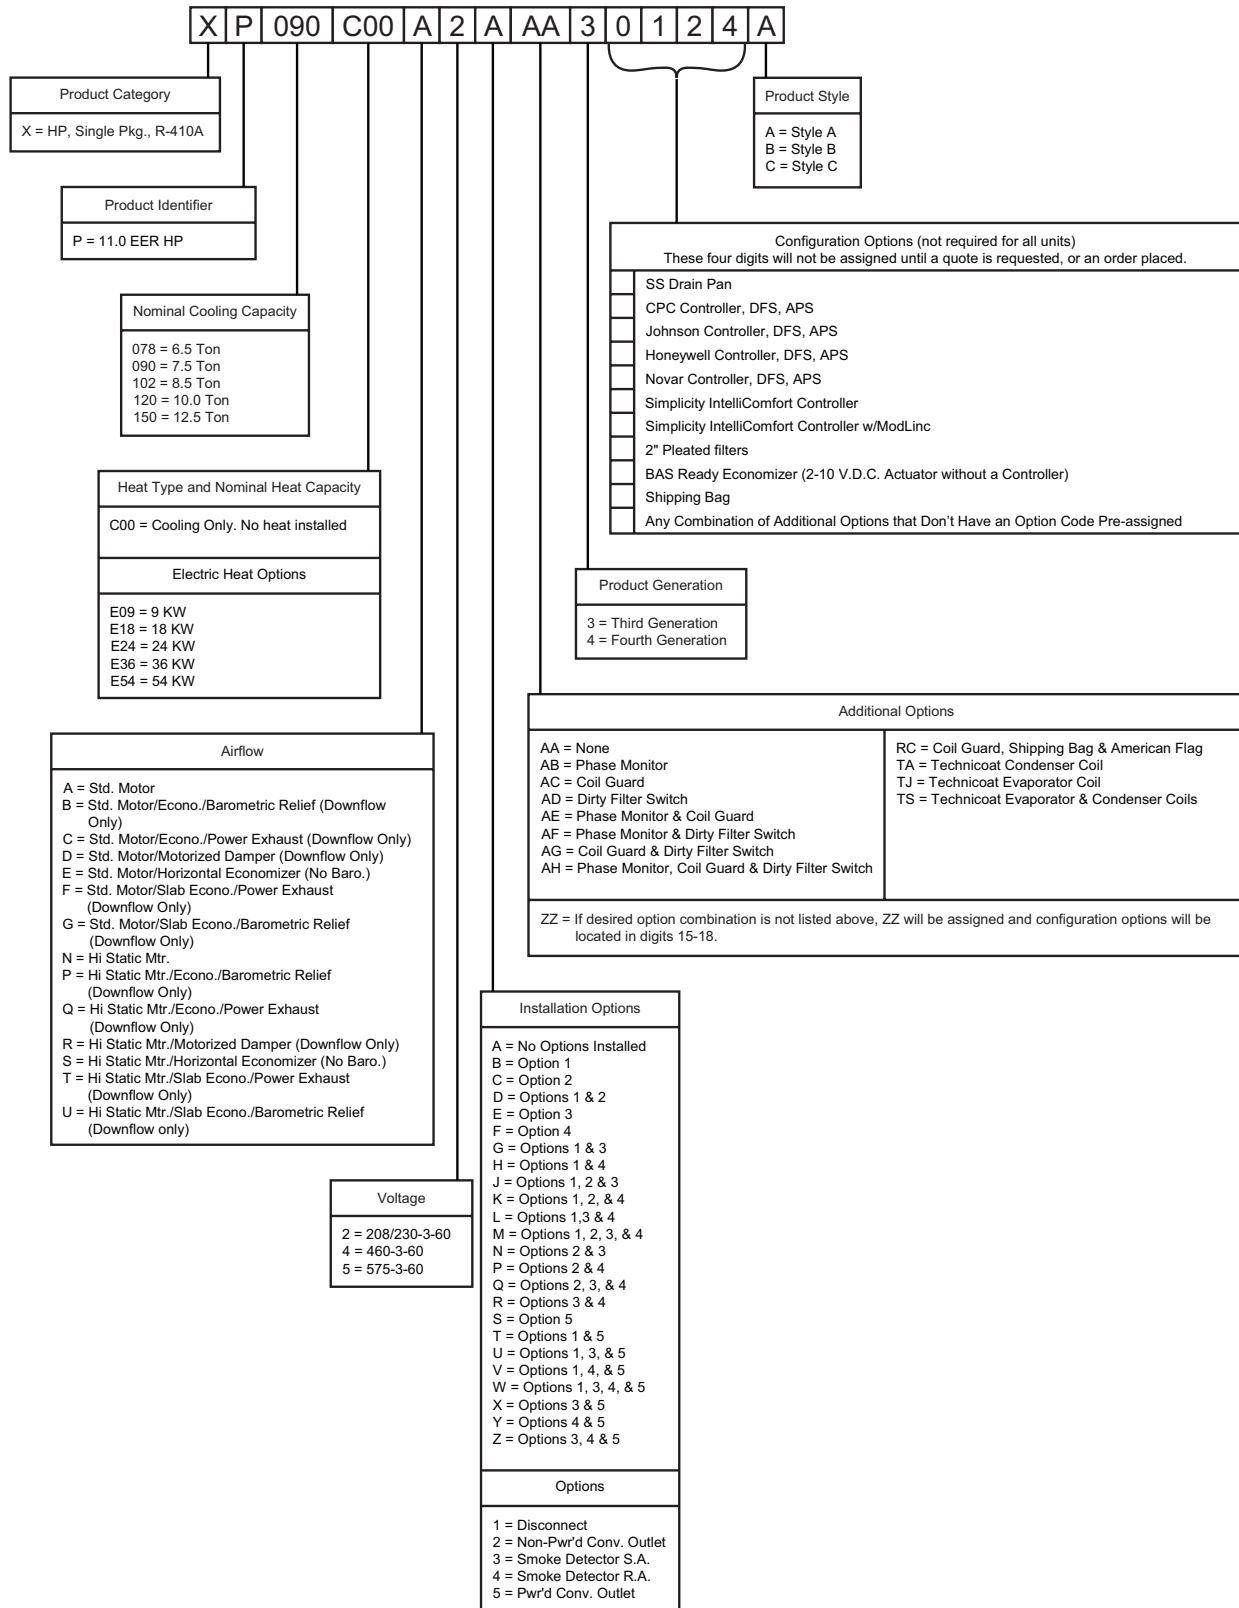 X P 090 C00 A 2 A AA 3 0 1 2 4 A
Product Category
X = HP, Single Pkg., R-410A
Product Identifier
P = 11.0 EER HP
Nominal Cooling Capacity
078 = 6.5 Ton
090 = 7.5 Ton
102 = 8.5 Ton
120 = 10.0 Ton
150 = 12.5 Ton
Heat Type and Nominal Heat Capacity
C00 = Cooling Only. No heat installed
Electric Heat Options
E09 = 9 KW
E18 = 18 KW
E24 = 24 KW
E36 = 36 KW
E54 = 54 KW
Airflow
A = Std. Motor
B = Std. Motor/Econo./Barometric Relief (Downflow
Only)
C = Std. Motor/Econo./Power Exhaust (Downflow Only)
D = Std. Motor/Motorized Damper (Downflow Only)
E = Std. Motor/Horizontal Economizer (No Baro.)
F = Std. Motor/Slab Econo./Power Exhaust
(Downflow Only)
G = Std. Motor/Slab Econo./Barometric Relief
(Downflow Only)
N = Hi Static Mtr.
P = Hi Static Mtr./Econo./Barometric Relief
(Downflow Only)
Q = Hi Static Mtr./Econo./Power Exhaust
(Downflow Only)
R = Hi Static Mtr./Motorized Damper (Downflow Only)
S = Hi Static Mtr./Horizontal Economizer (No Baro.)
T = Hi Static Mtr./Slab Econo./Power Exhaust
(Downflow Only)
U = Hi Static Mtr./Slab Econo./Barometric Relief
(Downflow only)
Voltage
2 = 208/230-3-60
4 = 460-3-60
5 = 575-3-60
Installation Options
A = No Options Installed
B = Option 1
C = Option 2
D = Options 1 & 2
E = Option 3
F = Option 4
G = Options 1 & 3
H = Options 1 & 4
J = Options 1, 2 & 3
K = Options 1, 2, & 4
L = Options 1,3 & 4
M = Options 1, 2, 3, & 4
N = Options 2 & 3
P = Options 2 & 4
Q = Options 2, 3, & 4
R = Options 3 & 4
S = Option 5
T = Options 1 & 5
U = Options 1, 3, & 5
V = Options 1, 4, & 5
W = Options 1, 3, 4, & 5
X = Options 3 & 5
Y = Options 4 & 5
Z = Options 3, 4 & 5
Options
1 = Disconnect
2 = Non-Pwr'd Conv. Outlet
3 = Smoke Detector S.A.
4 = Smoke Detector R.A.
5 = Pwr'd Conv. Outlet
Additional Options
AA = None
AB = Phase Monitor
AC = Coil Guard
AD = Dirty Filter Switch
AE = Phase Monitor & Coil Guard
AF = Phase Monitor & Dirty Filter Switch
AG = Coil Guard & Dirty Filter Switch
AH = Phase Monitor, Coil Guard & Dirty Filter Switch
RC = Coil Guard, Shipping Bag & American Flag
TA = Technicoat Condenser Coil
TJ = Technicoat Evaporator Coil
TS = Technicoat Evaporator & Condenser Coils
ZZ = If desired option combination is not listed above, ZZ will be assigned and configuration options will be
located in digits 15-18.
Product Generation
3 = Third Generation
4 = Fourth Generation
Configuration Options (not required for all units)
These four digits will not be assigned until a quote is requested, or an order placed.
SS Drain Pan
CPC Controller, DFS, APS
Johnson Controller, DFS, APS
Honeywell Controller, DFS, APS
Novar Controller, DFS, APS
Simplicity IntelliComfort Controller
Simplicity IntelliComfort Controller w/ModLinc
2" Pleated filters
BAS Ready Economizer (2-10 V.D.C. Actuator without a Controller)
Shipping Bag
Any Combination of Additional Options that Don't Have an Option Code Pre-assigned
Product Style
A = Style A
B = Style B
C = Style C